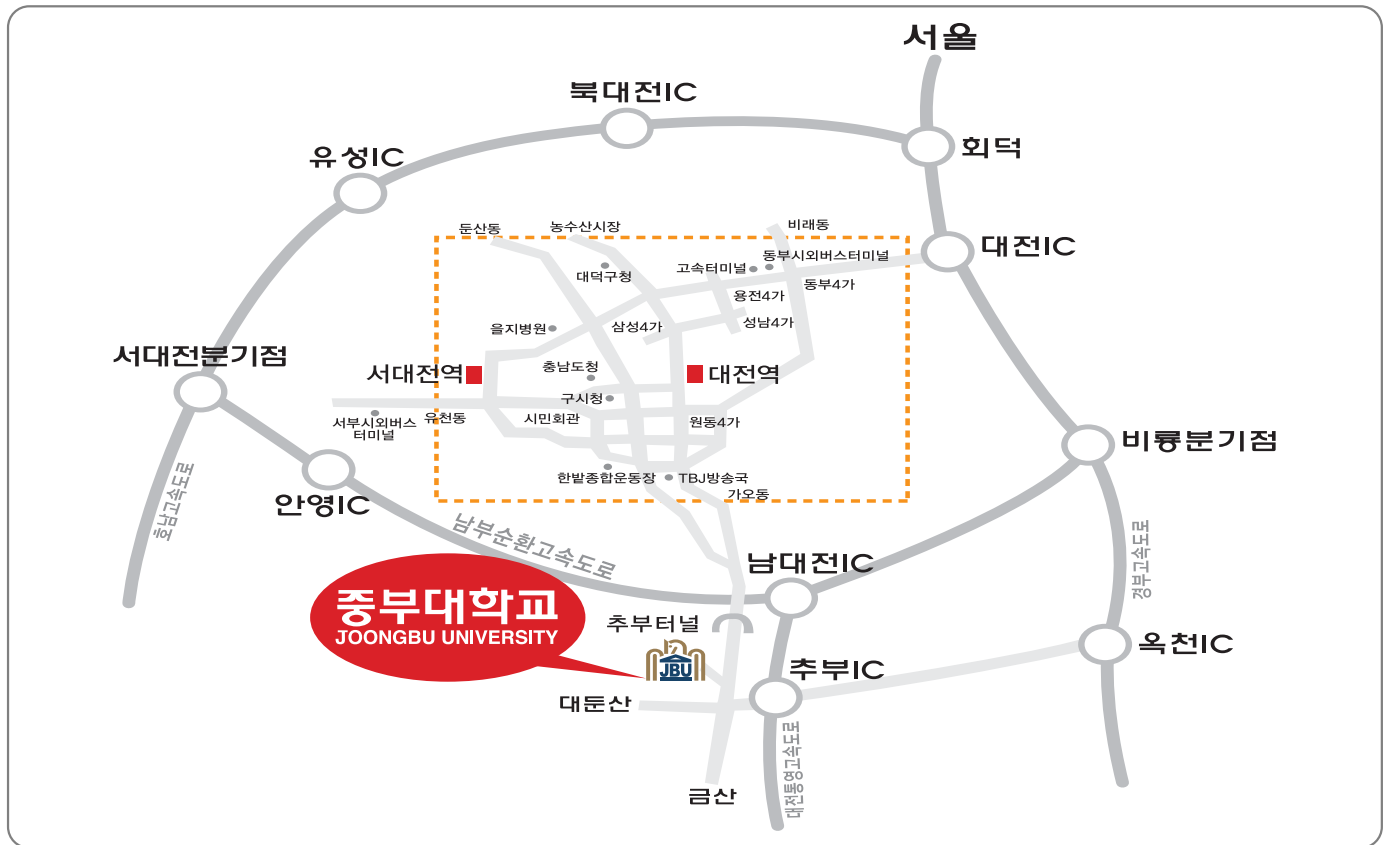 서울
북대전IC
회덕
유성IC
둔산동
농수산시장
비래동
대전IC
동부시외버스터미널
고속터미널
대덕구청
동부4가
용전4가
성남4가
삼성4가
을지병원
서대전분기점
서대전역
충남도청
대전역
구시청
유천동
시민회관
원동4가
서부시외버스
터미널
비룡분기점
한밭종합운동장
TBJ방송국
가오동
안영IC
호남고속도로
남부순환고속도로
경부고속도로
남대전IC
중부대학교
JOONGBU UNIVERSITY
추부터널
JBU
옥천IC
추부IC
대둔산
대전통영고속도로
금산